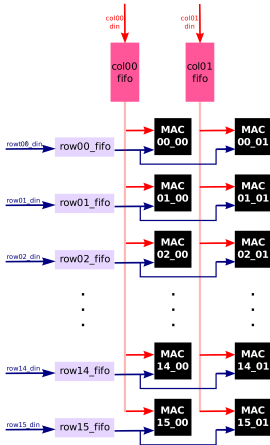 col00
din
col01
din
col00
fifo
col01
fifo
rowt00_din
row00_fifo
MAC
00_00
MAC
00_01
row01_din
row01_fifo
MAC
01_00
MAC
01_01
row02_din
row02_fifo
MAC
02_00
MAC
02_01
row14_din
row14_fifo
MAC
14_00
MAC
14_01
row15_din
row15_fifo
MAC
15_00
MAC
15_01